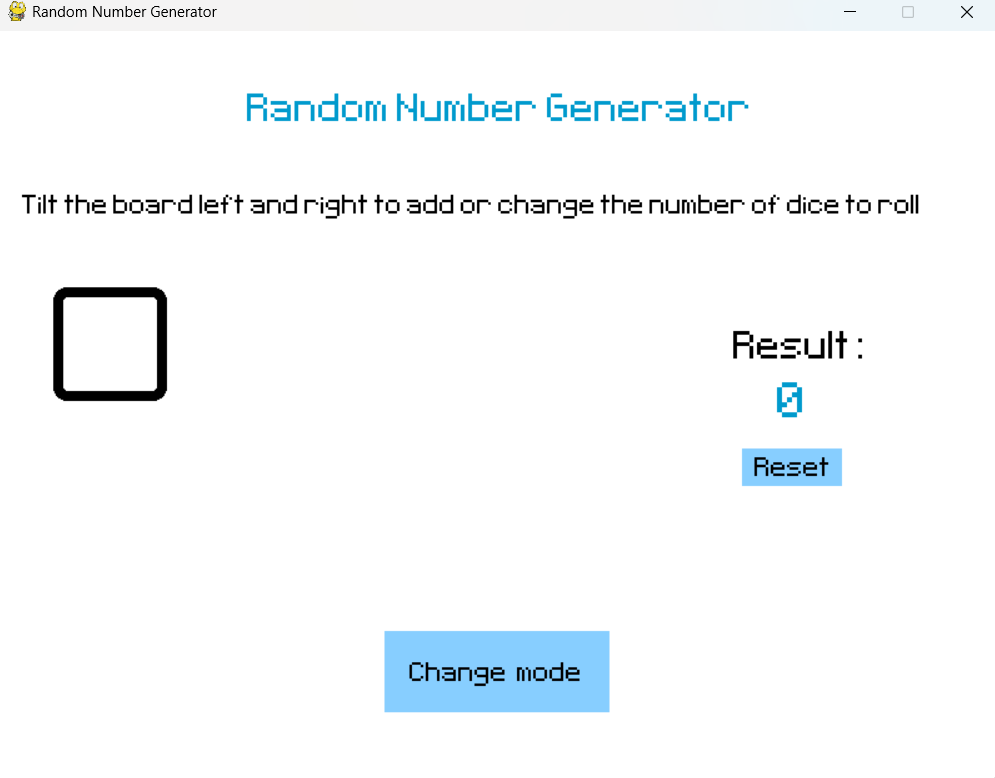 Random Number Generator
Random Number Generator
Tilt the board left and right to add or change the number of dice to roll
Result :
0
Reset
Change mode